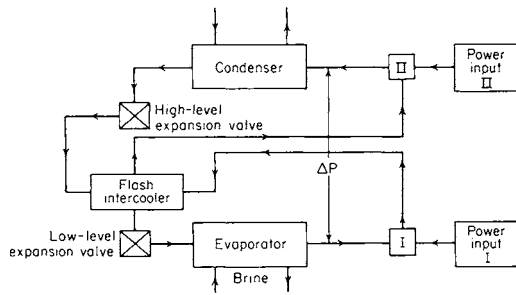 Condenser
II
Power
input
II
High-level
expansion valve
ΔP
Flash
intercooler
Low-level
expansion valve
Evaporator
I
Power
input
I
Brine